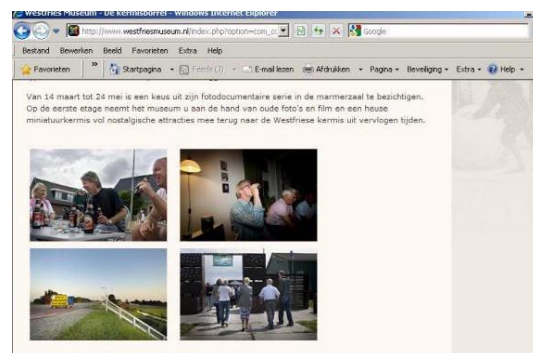 Westfries Museum - De kermisborrel - Windows Internet Explorer
http://www.westfriesmuseum.nl/index.php?option=com_cc
Google
Bestand Bewerken Beeld Favorieten Extra Help
Favorieten » Startpagina Feeds (J) E-mail lezen Afdrukken Pagina Beveiliging Extra Help
Van 14 maart tot 24 mei is een keus uit zijn fotodocumentaire serie in de marmerzaal te bezichtigen.
Op de eerste etage neemt het museum u aan de hand van oude foto's en film en een heuse
miniatuurkermis vol nostalgische attracties mee terug naar de Westfriese kermis uit vervlogen tijden.